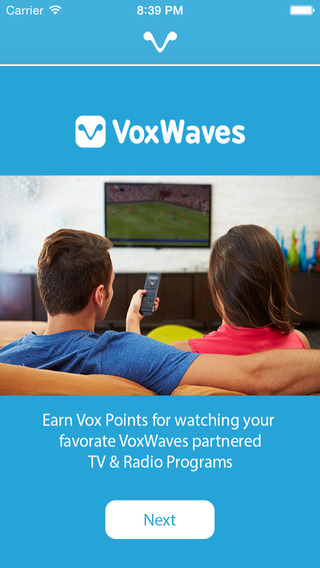 Carrier 8:39 PM
VoxWaves
Earn Vox Points for watching your
favorate VoxWaves partnered
TV & Radio Programs
Next